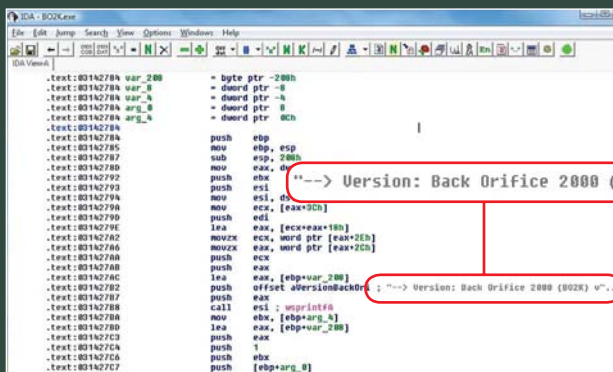 IDA - BO2K.exe
File Edit Jump Search View Options Windows Help
IDA View-A
.text:03142784 var_208 = byte ptr -208h
.text:03142784 var_8 = dword ptr -8
.text:03142784 var_4 = dword ptr -4
.text:03142784 arg_0 = dword ptr 8
.text:03142784 arg_4 = dword ptr 0Ch
.text:03142784
.text:03142784 push ebp
.text:03142785 mov ebp, esp
.text:03142787 sub esp, 208h
.text:0314278D mov eax, dw
.text:03142792 push ebx
.text:03142793 push esi
.text:03142794 mov esi, ds
.text:0314279A mov ecx, [eax+3Ch]
.text:0314279D push edi
.text:0314279E lea eax, [ecx+eax+18h]
.text:031427A2 movzx ecx, word ptr [eax+2Eh]
.text:031427A6 movzx eax, word ptr [eax+2Ch]
.text:031427AA push ecx
.text:031427AB push eax
.text:031427AC lea eax, [ebp+var_208]
.text:031427B2 push offset aVersionBackOri ; "--> Version: Back Orifice 2000 (BO2K) v"..
.text:031427B7 push eax
.text:031427B8 call esi ; wsprintfA
.text:031427BA mov ebx, [ebp+arg_4]
.text:031427BD lea eax, [ebp+var_208]
.text:031427C3 push eax
.text:031427C4 push 1
.text:031427C6 push ebx
.text:031427C7 push [ebp+arg_0]
"--> Version: Back Orifice 2000 (